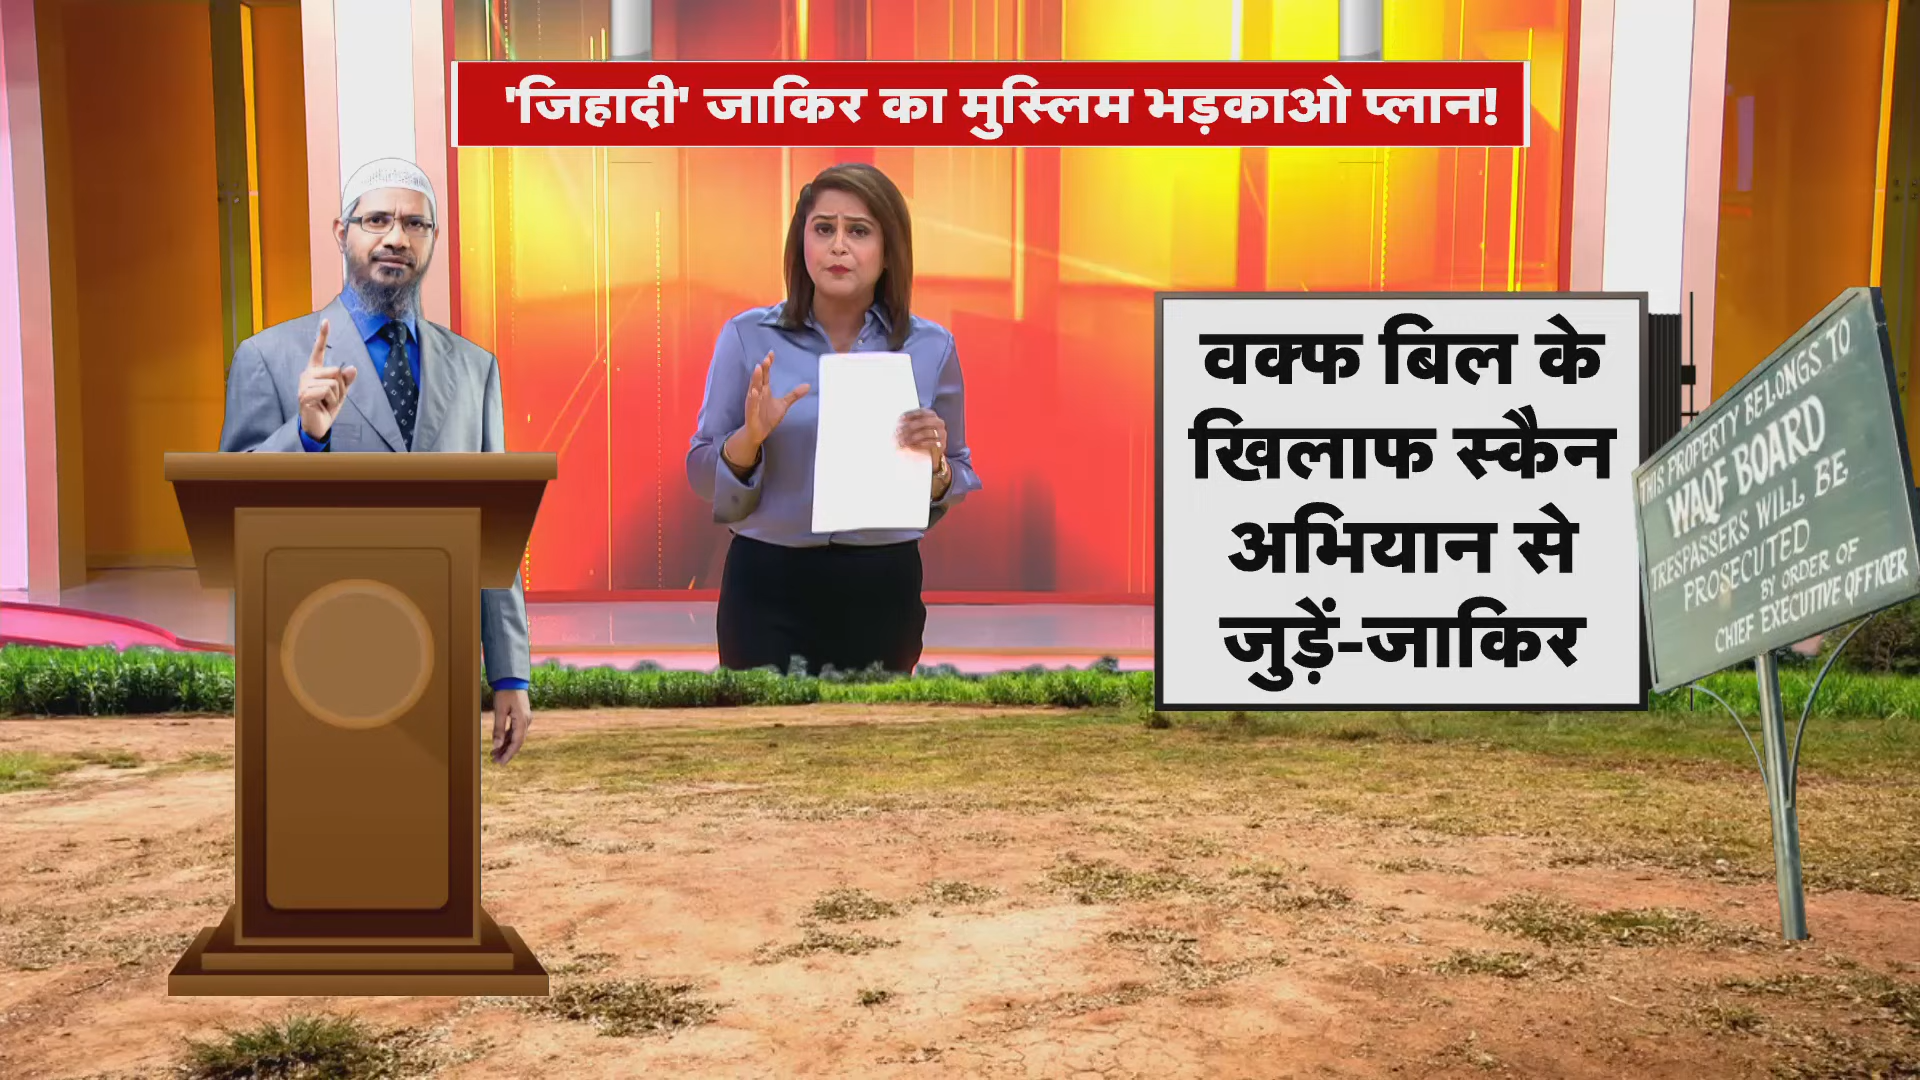 'जिहादी' जाकिर का मुस्लिम भड़काओ प्लान!
वक्फ बिल के
खिलाफ स्कैन
अभियान से
जुड़ें-जाकिर
THIS PROPERTY BELONGS TO
WAQF BOARD
TRESPASSERS WILL BE
PROSECUTED
BY ORDER OF
CHIEF EXECUTIVE OFFICER